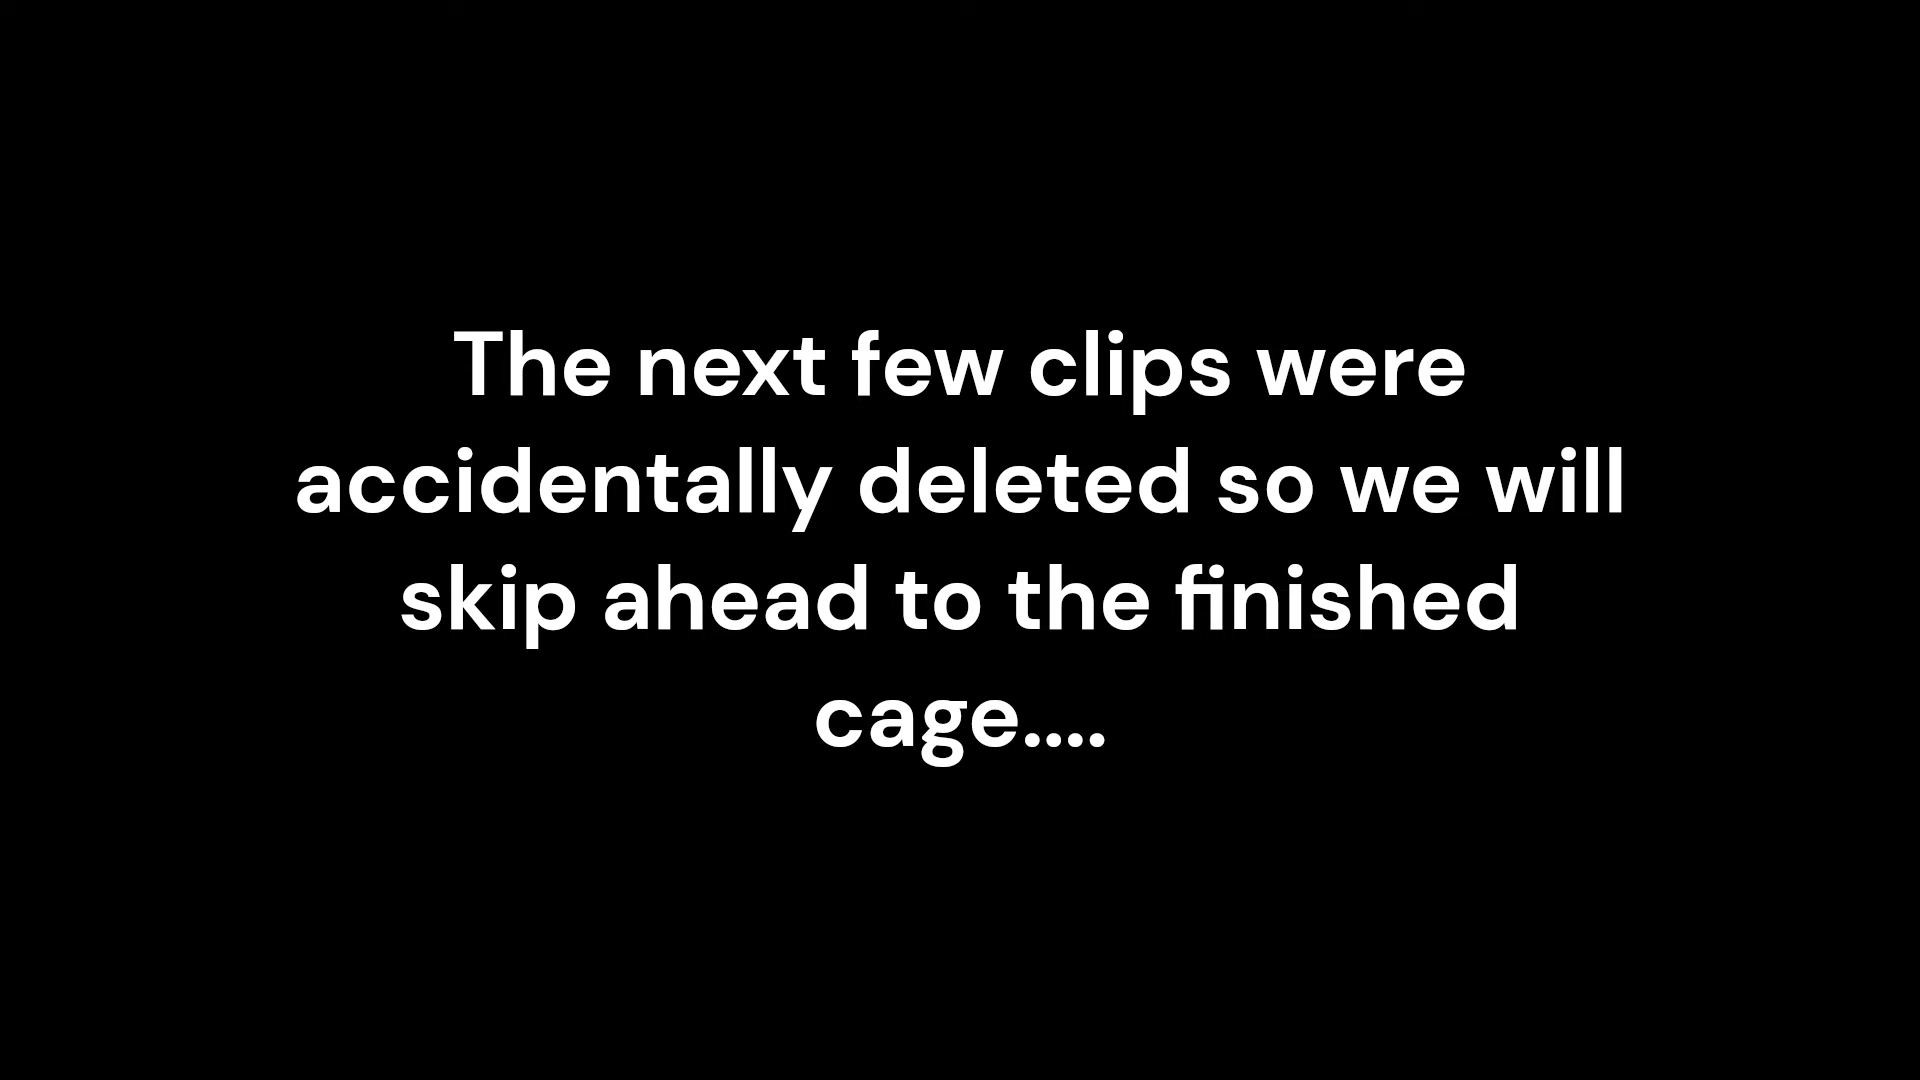 The next few clips were
accidentally deleted so we will
skip ahead to the finished
cage....